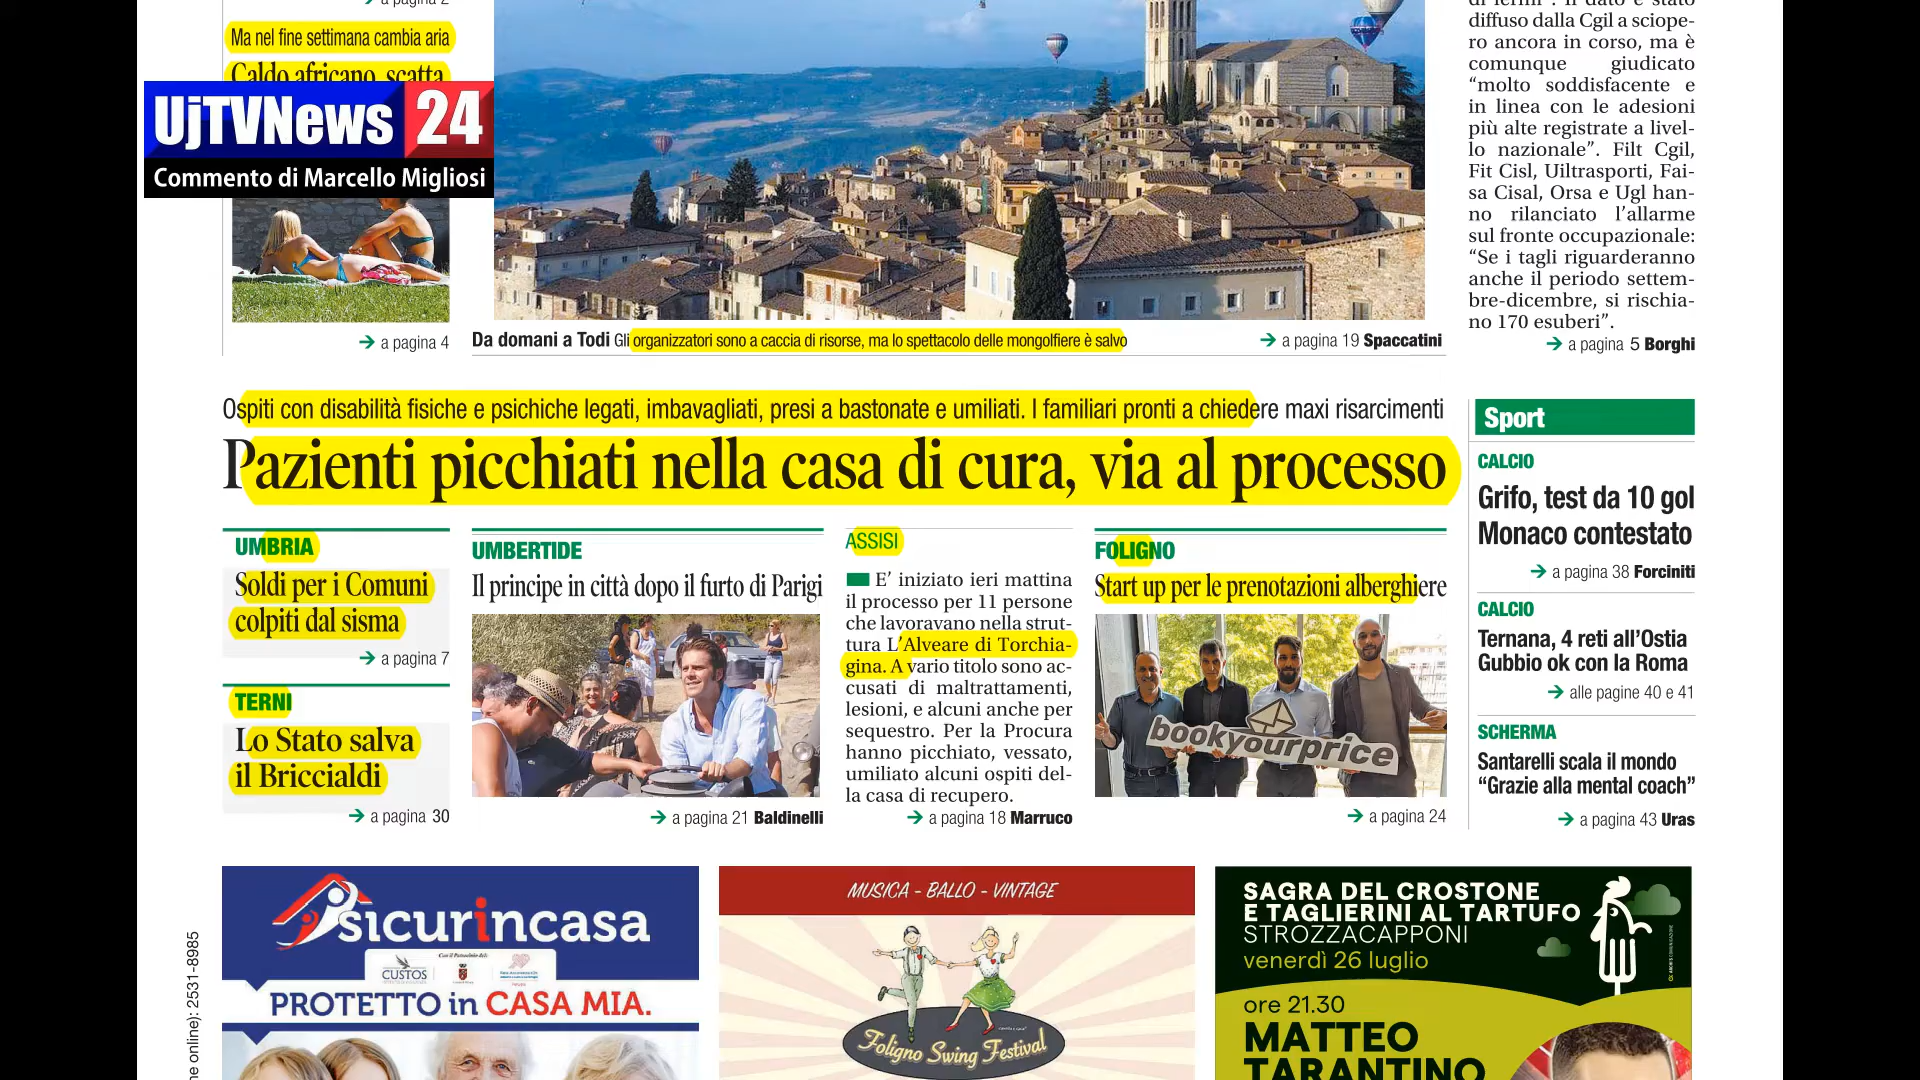 a pagina 2
Ma nel fine settimana cambia aria
Caldo africano, scatta
UjTVNews 24
Commento di Marcello Migliosi
a pagina 4
Da domani a Todi Gli organizzatori sono a caccia di risorse, ma lo spettacolo delle mongolfiere è salvo
a pagina 19 Spaccatini
di fermi”. Il dato è stato
diffuso dalla Cgil a sciope-
ro ancora in corso, ma è
comunque giudicato
“molto soddisfacente e
in linea con le adesioni
più alte registrate a livel-
lo nazionale”. Filt Cgil,
Fit Cisl, Uiltrasporti, Fai-
sa Cisal, Orsa e Ugl han-
no rilanciato l’allarme
sul fronte occupazionale:
“Se i tagli riguarderanno
anche il periodo settem-
bre-dicembre, si rischia-
no 170 esuberi”.
a pagina 5 Borghi
Ospiti con disabilità fisiche e psichiche legati, imbavagliati, presi a bastonate e umiliati. I familiari pronti a chiedere maxi risarcimenti
Pazienti picchiati nella casa di cura, via al processo
UMBRIA
Soldi per i Comuni
colpiti dal sisma
a pagina 7
TERNI
Lo Stato salva
il Briccialdi
a pagina 30
UMBERTIDE
Il principe in città dopo il furto di Parigi
a pagina 21 Baldinelli
ASSISI
E’ iniziato ieri mattina
il processo per 11 persone
che lavoravano nella strut-
tura L’Alveare di Torchia-
gina. A vario titolo sono ac-
cusati di maltrattamenti,
lesioni, e alcuni anche per
sequestro. Per la Procura
hanno picchiato, vessato,
umiliato alcuni ospiti del-
la casa di recupero.
a pagina 18 Marruco
FOLIGNO
Start up per le prenotazioni alberghiere
bookyourprice
a pagina 24
Sport
CALCIO
Grifo, test da 10 gol
Monaco contestato
a pagina 38 Forciniti
CALCIO
Ternana, 4 reti all’Ostia
Gubbio ok con la Roma
alle pagine 40 e 41
SCHERMA
Santarelli scala il mondo
“Grazie alla mental coach”
a pagina 43 Uras
ne online): 2531-8985
sicurincasa
CUSTOS
PROTETTO in CASA MIA.
MUSICA - BALLO - VINTAGE
Foligno Swing Festival
SAGRA DEL CROSTONE
E TAGLIERINI AL TARTUFO
STROZZACAPPONI
venerdì 26 luglio
ore 21.30
MATTEO
TARANTINO